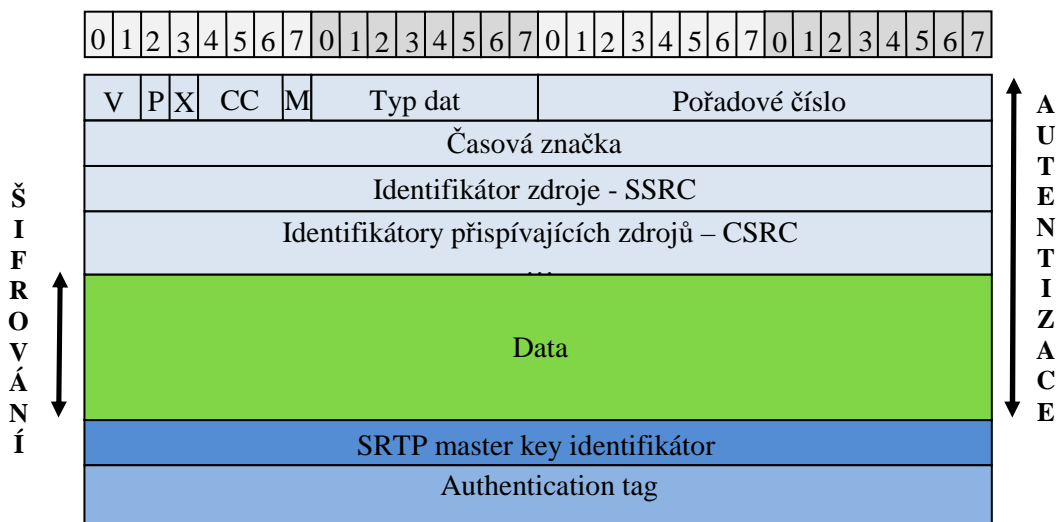 0 1 2 3 4 5 6 7 0 1 2 3 4 5 6 7 0 1 2 3 4 5 6 7 0 1 2 3 4 5 6 7
V P X CC M Typ dat Pořadové číslo
Časová značka
Identifikátor zdroje - SSRC
Identifikátory přispívajících zdrojů – CSRC
…
Data
SRTP master key identifikátor
Authentication tag
ŠIFROVÁNÍ
AUTENTIZACE